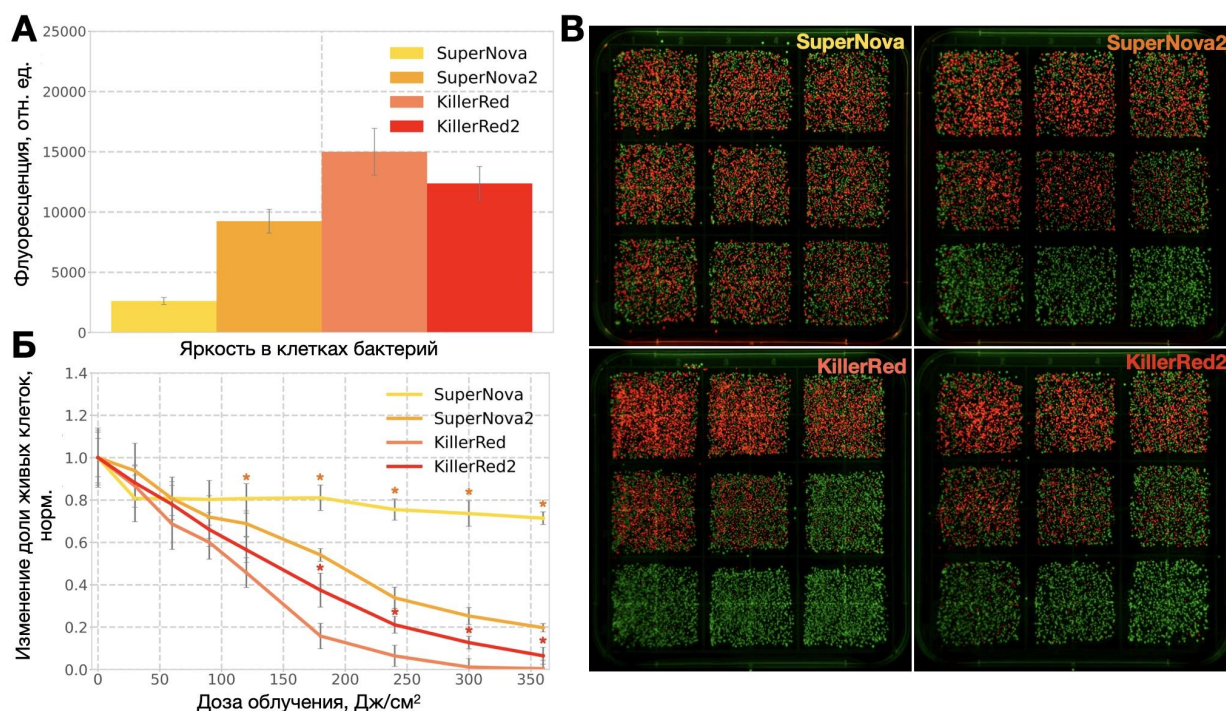 А
25000
20000
15000
10000
5000
0
Флуоресценция, отн. ед.
SuperNova
SuperNova2
KillerRed
KillerRed2
Яркость в клетках бактерий
Б
1.4
1.2
1.0
0.8
0.6
0.4
0.2
0.0
Изменение доли живых клеток,
норм.
SuperNova
SuperNova2
KillerRed
KillerRed2
* * * * *
* * * *
0 50 100 150 200 250 300 350
Доза облучения, Дж/см²
В
SuperNova
SuperNova2
KillerRed
KillerRed2